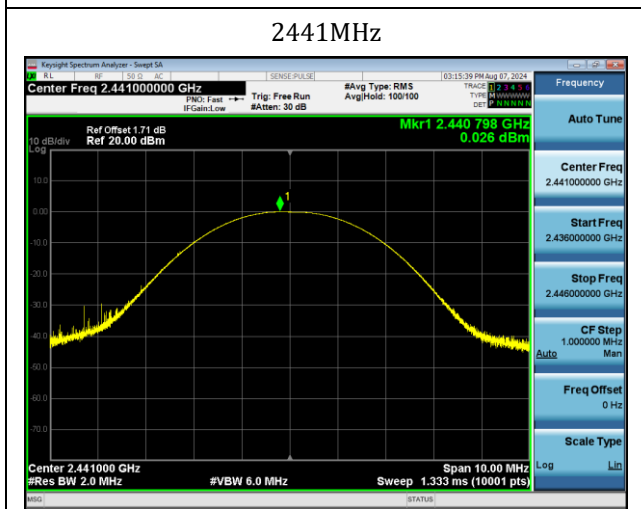 2441MHz
Keysight Spectrum Analyzer - Swept SA
RL RF 50 Ω AC SENSE:PULSE 03:15:39 PM Aug 07, 2024
Center Freq 2.441000000 GHz
PNO: Fast
IFGain:Low
Trig: Free Run
#Atten: 30 dB
#Avg Type: RMS
Avg|Hold: 100/100
TRACE 1 2 3 4 5 6
TYPE MWWWWW
DET P NNNNN
Ref Offset 1.71 dB
10 dB/div Ref 20.00 dBm
Log
Mkr1 2.440 798 GHz
0.026 dBm
1
10.0
0.00
-10.0
-20.0
-30.0
-40.0
-50.0
-60.0
-70.0
Center 2.441000 GHz Span 10.00 MHz
#Res BW 2.0 MHz #VBW 6.0 MHz Sweep 1.333 ms (10001 pts)
MSG STATUS
Frequency
Auto Tune
Center Freq
2.441000000 GHz
Start Freq
2.436000000 GHz
Stop Freq
2.446000000 GHz
CF Step
1.000000 MHz
Auto Man
Freq Offset
0 Hz
Scale Type
Log Lin